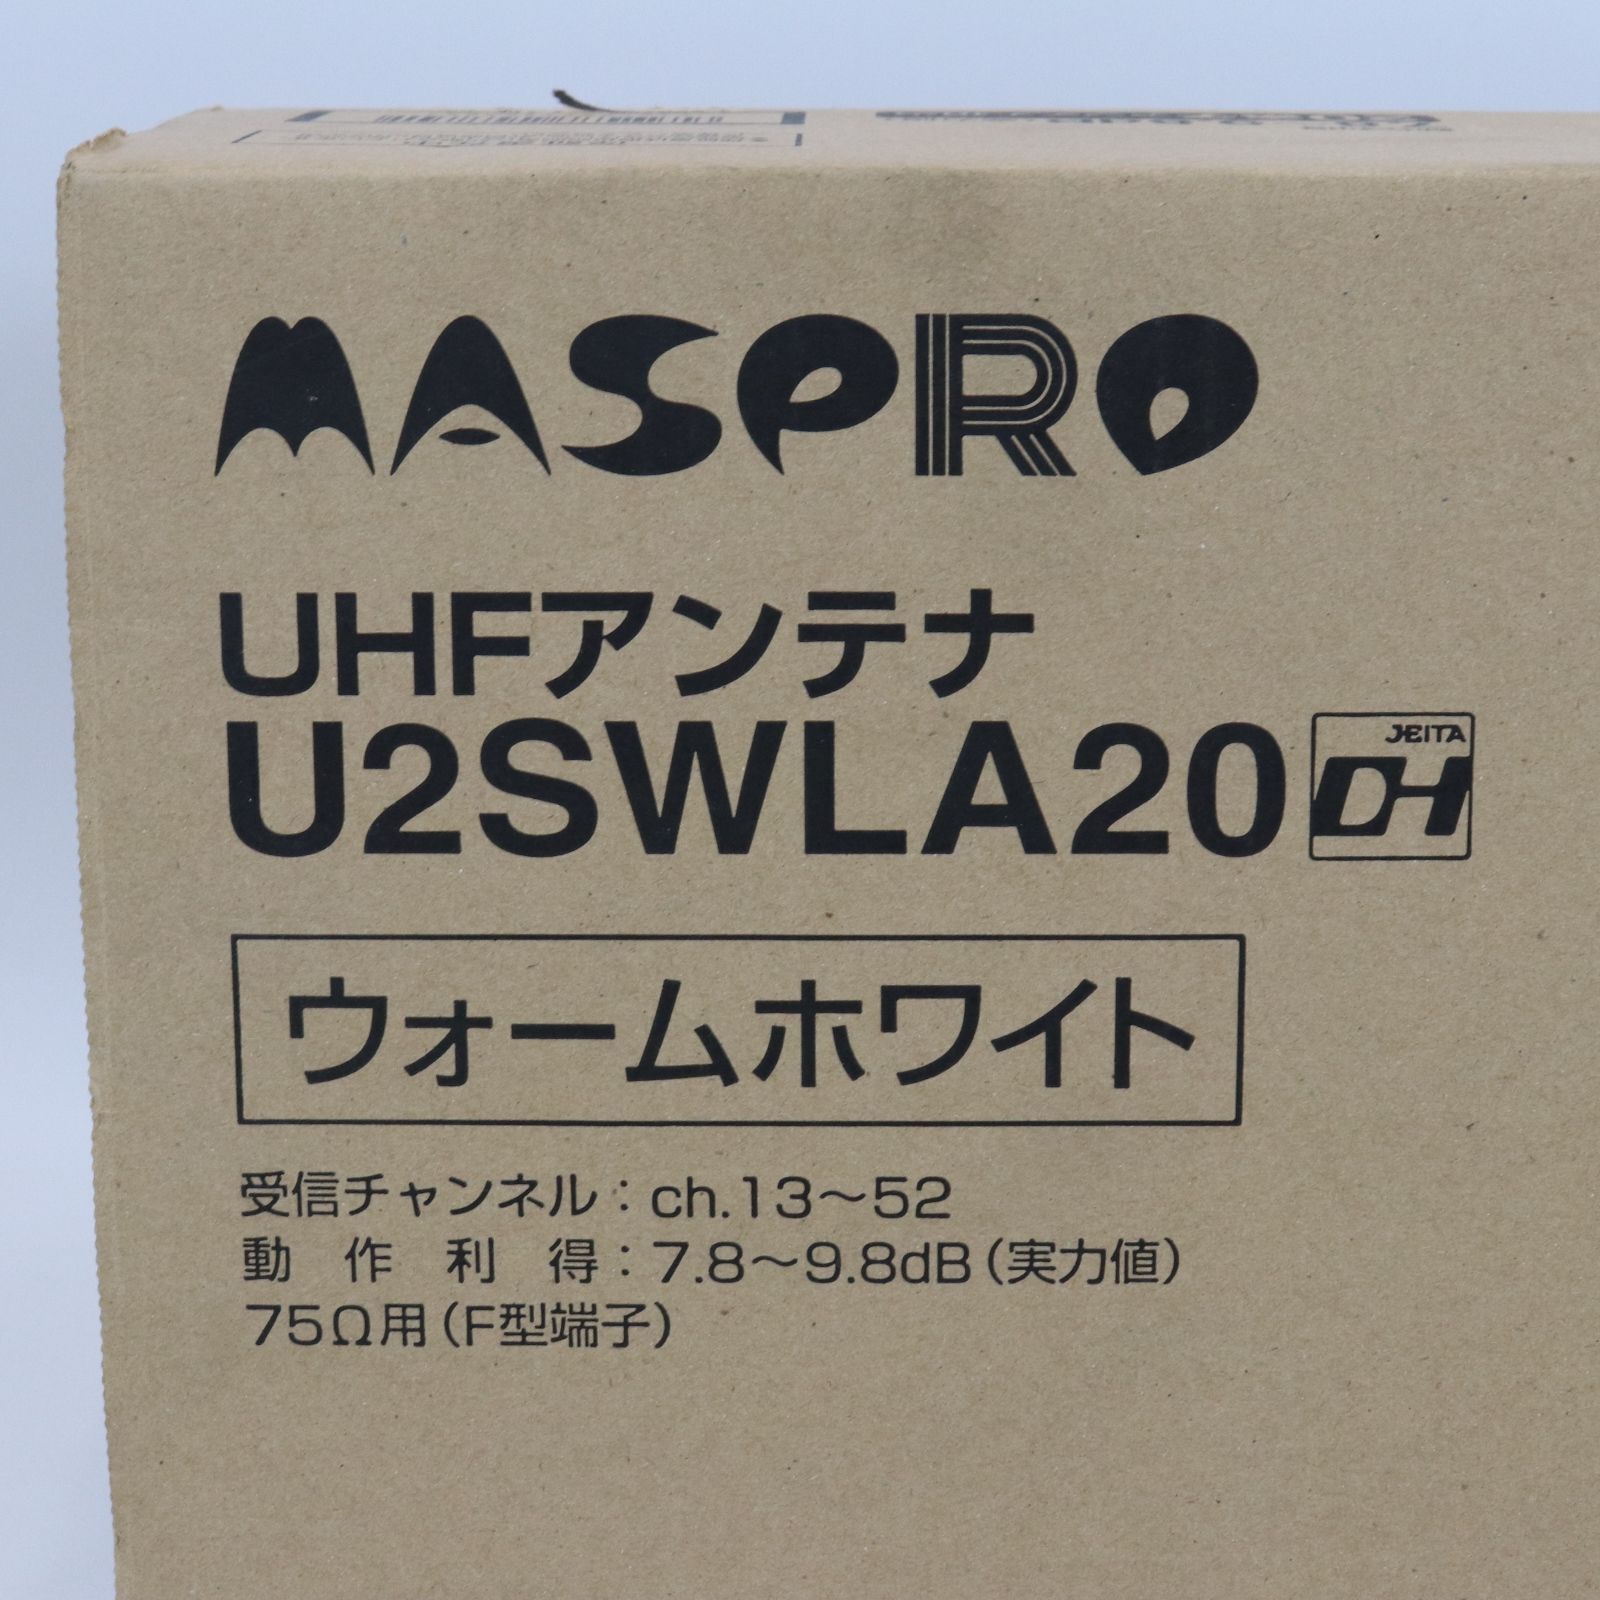 MASPRO
UHFアンテナ
U2SWLA20
JEITA
DH
ウォームホワイト
受信チャンネル：ch.13～52
動作利得：7.8～9.8dB（実力値）
75Ω用（F型端子）